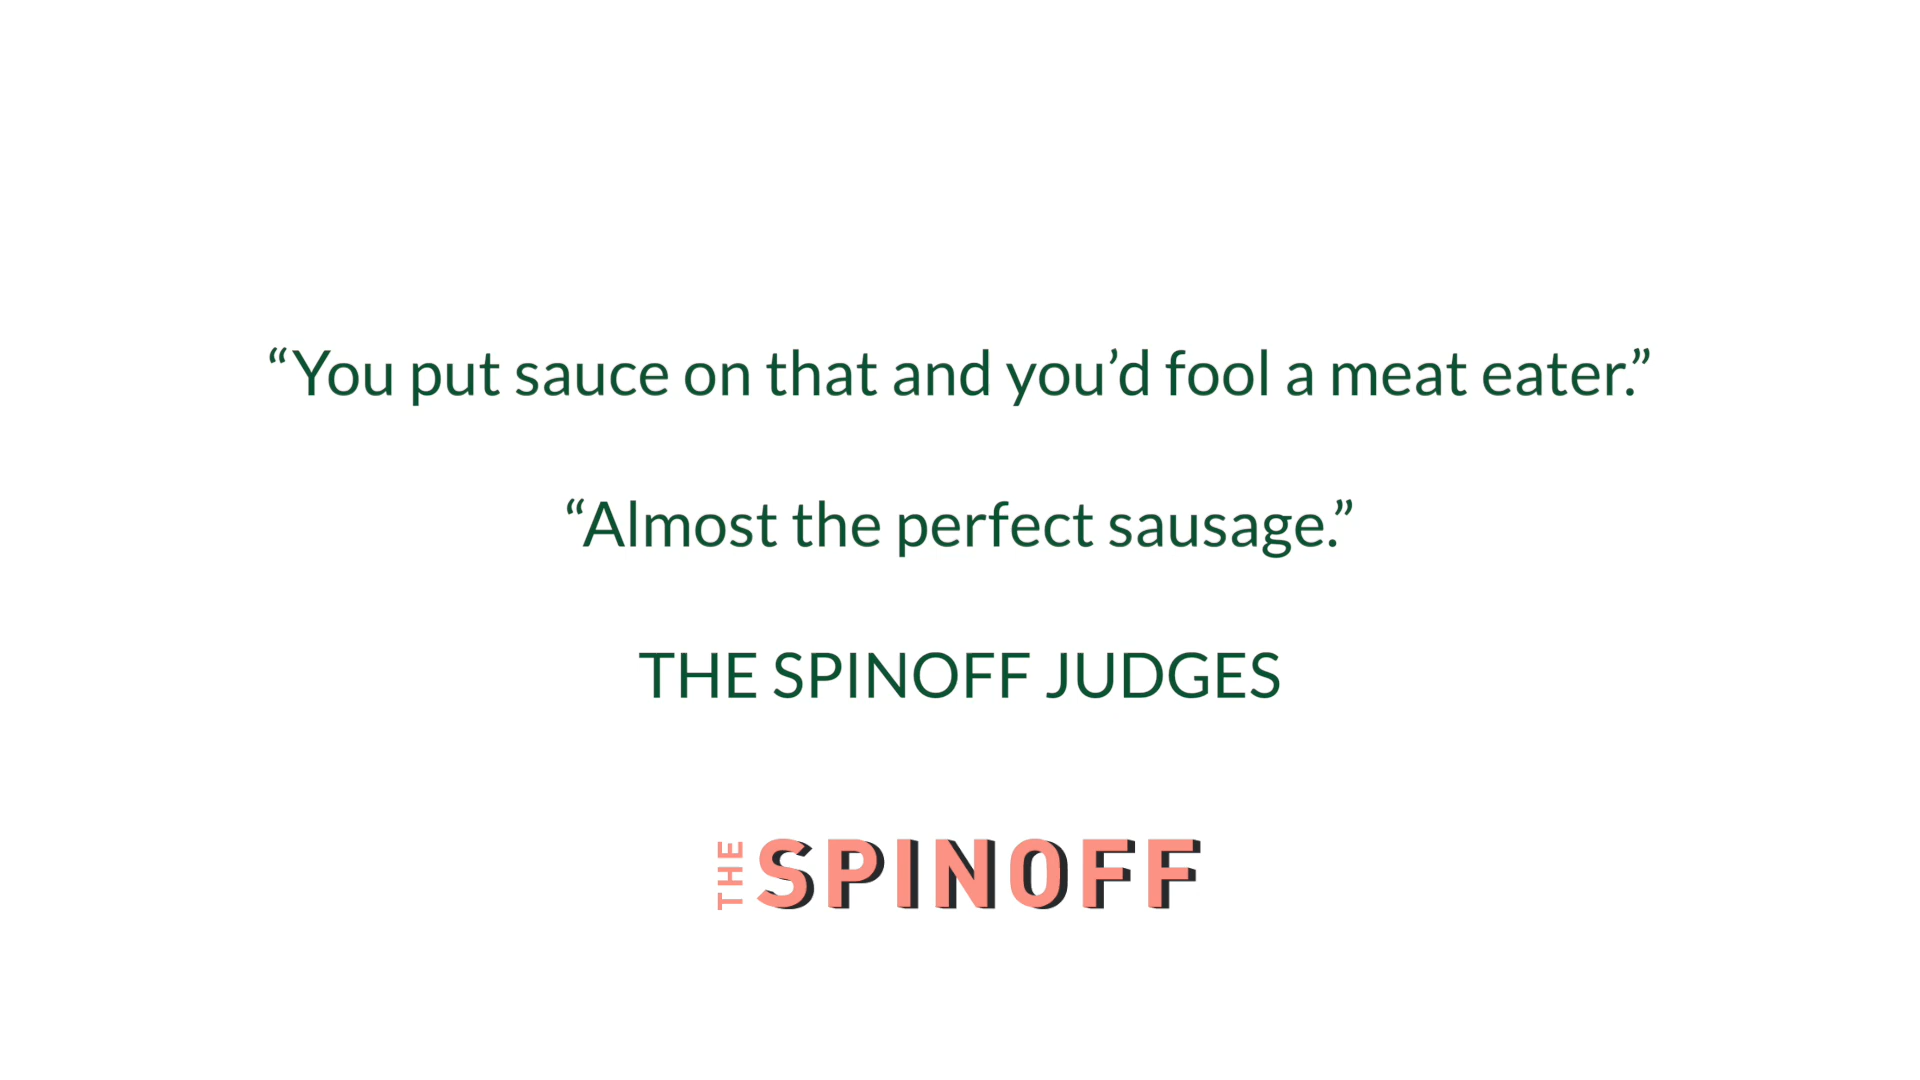 “You put sauce on that and you’d fool a meat eater.”
“Almost the perfect sausage.”
THE SPINOFF JUDGES
THE SPINOFF